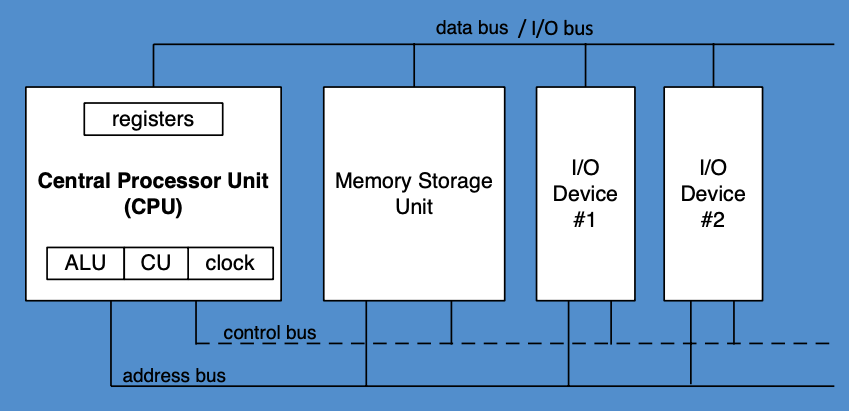 data bus / I/O bus
registers
Central Processor Unit
(CPU)
ALU CU clock
Memory Storage
Unit
I/O
Device
#1
I/O
Device
#2
control bus
address bus